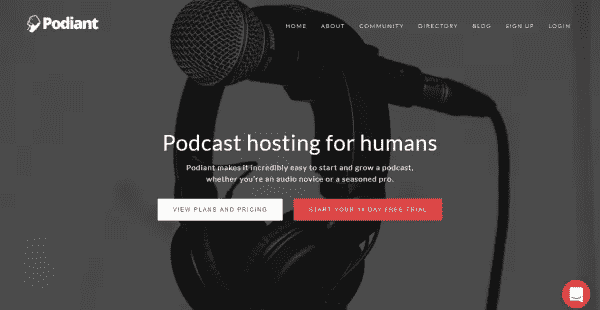 Podiant
HOME ABOUT COMMUNITY DIRECTORY BLOG SIGN UP LOGIN
Podcast hosting for humans
Podiant makes it incredibly easy to start and grow a podcast,
whether you're an audio novice or a seasoned pro.
VIEW PLANS AND PRICING START YOUR DAY FREE TRIAL